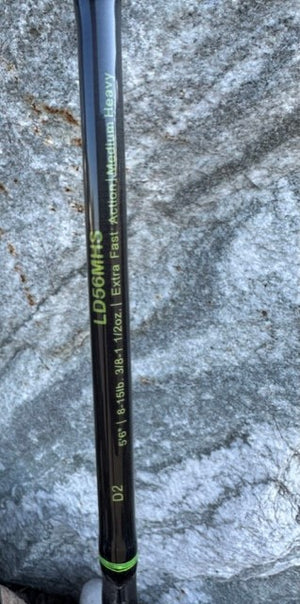 LD56MHS
5'6" | 8-15lb. 3/8-1 1/2oz. | Extra Fast Action | Medium Heavy
D2